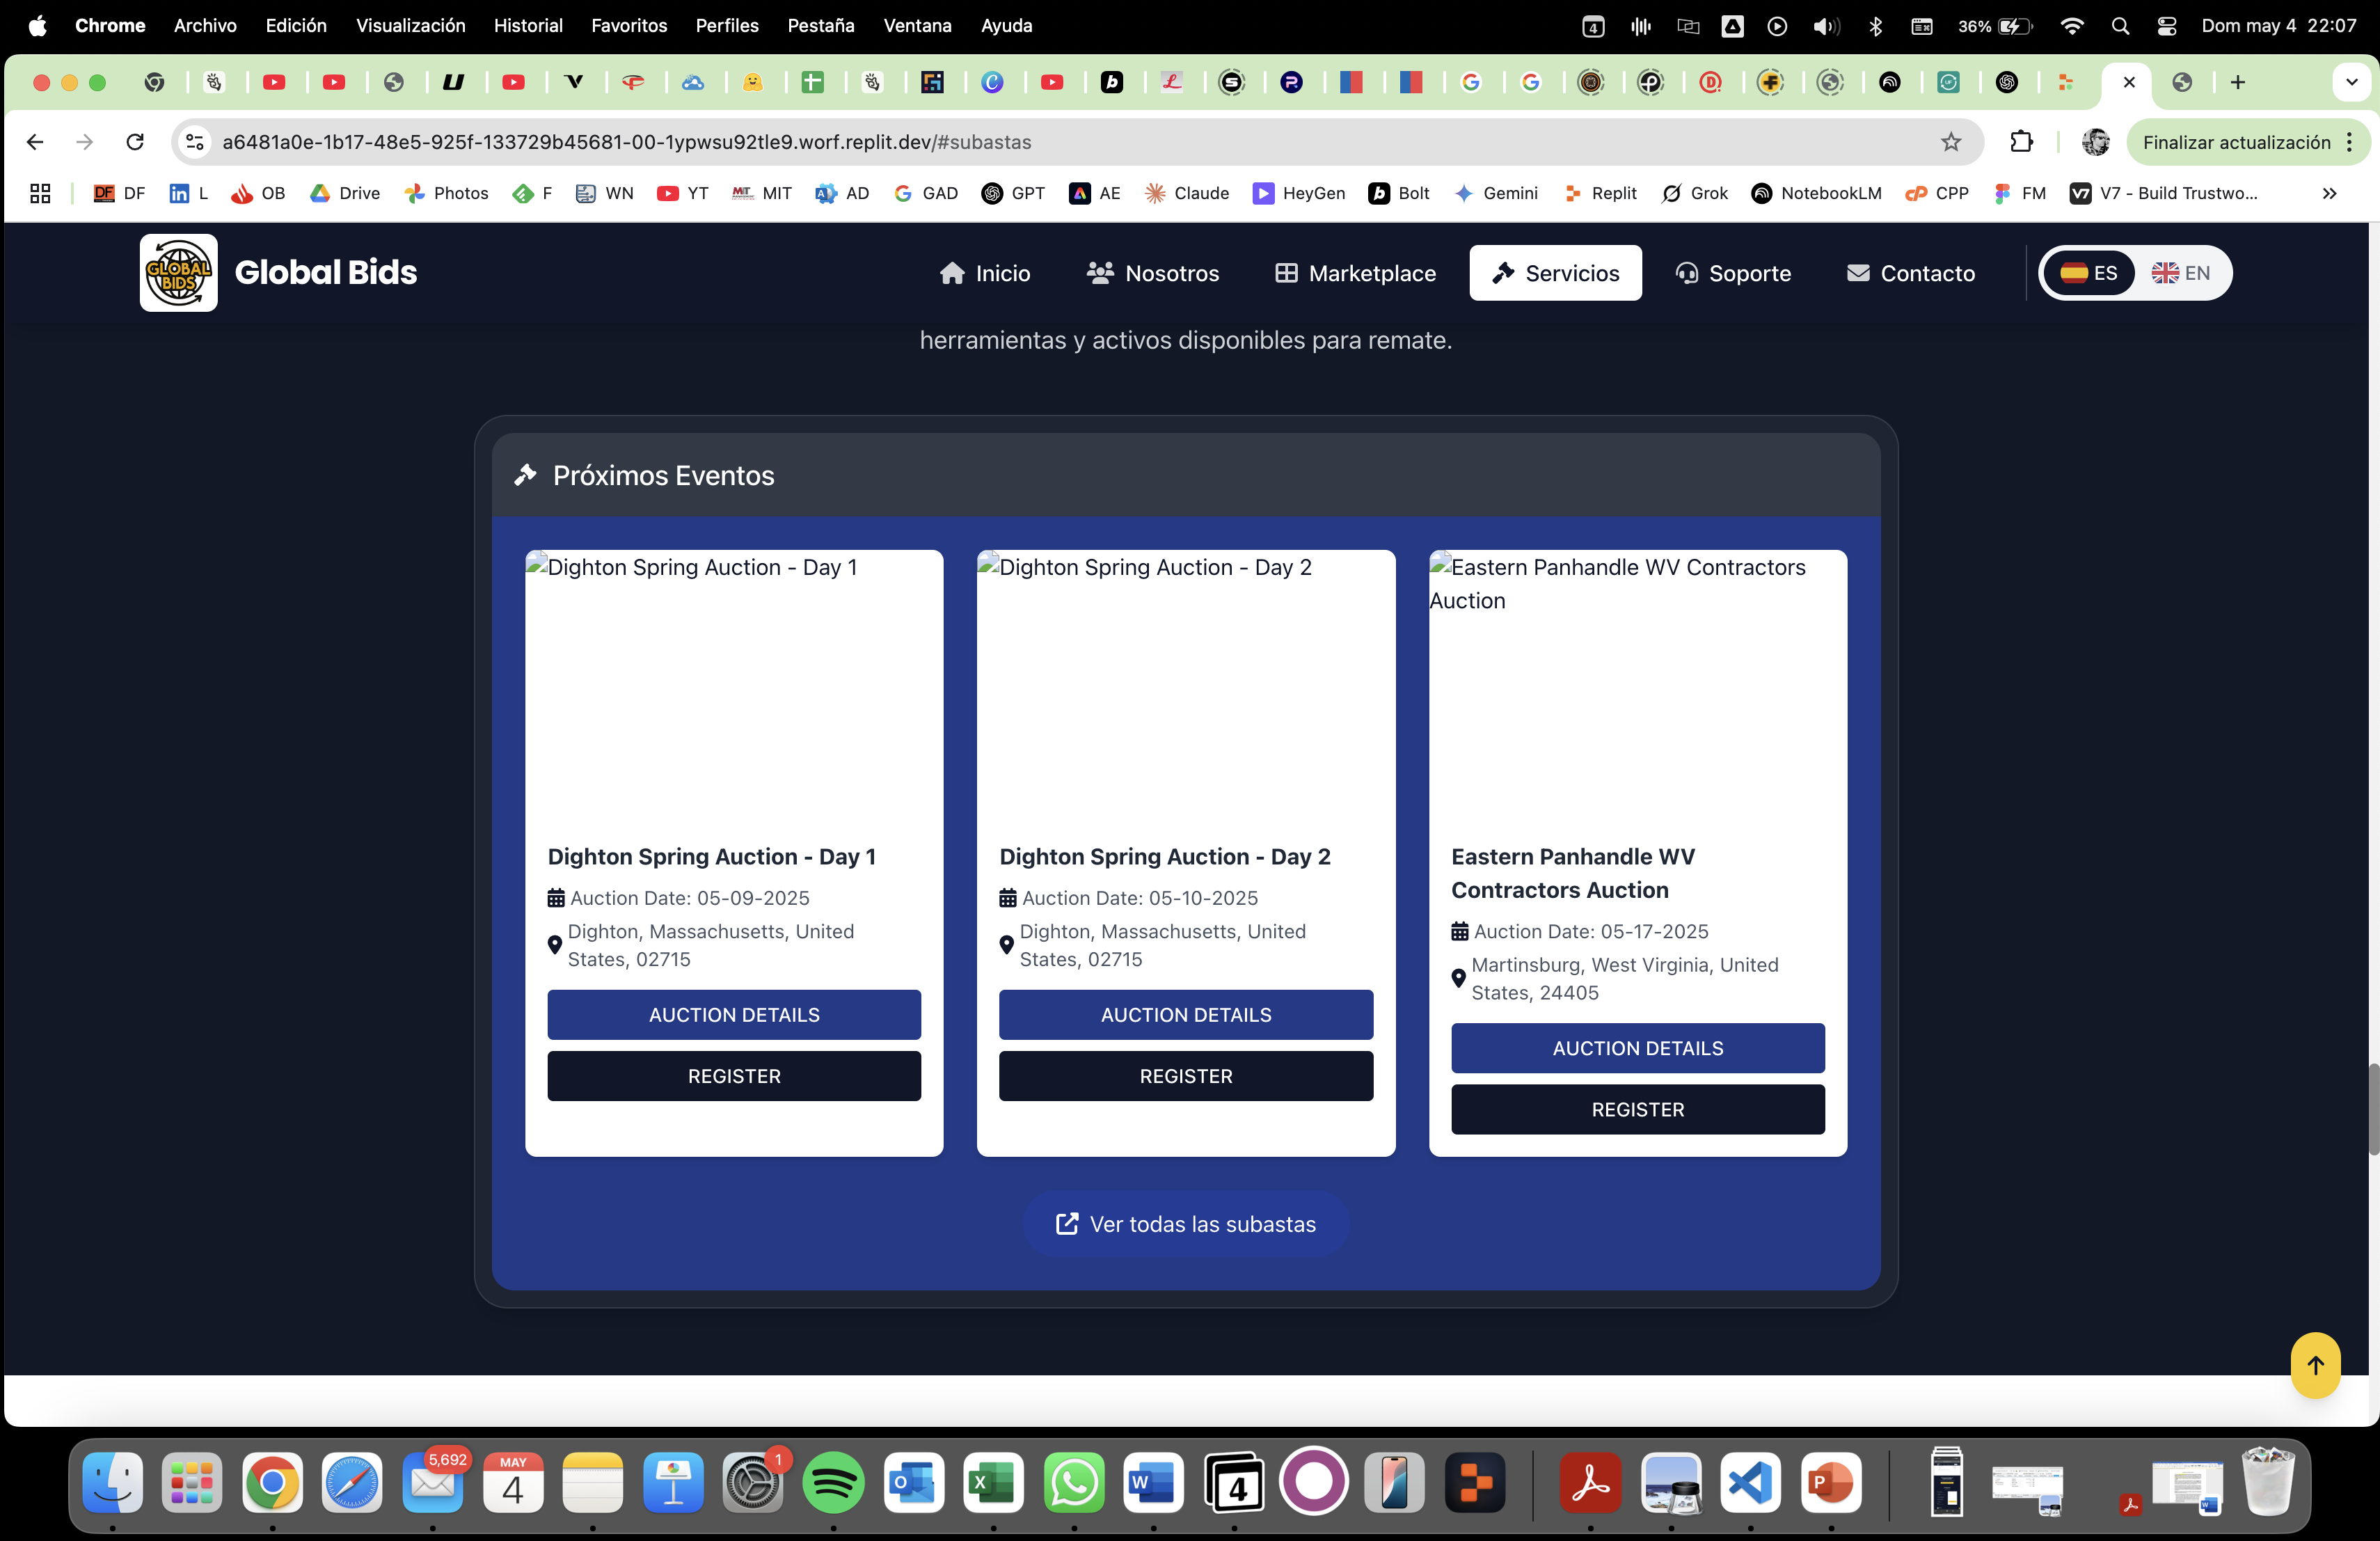 Chrome Archivo Edición Visualización Historial Favoritos Perfiles Pestaña Ventana Ayuda 4 36% Dom may 4 22:07
a6481a0e-1b17-48e5-925f-133729b45681-00-1ypwsu92tle9.worf.replit.dev/#subastas Finalizar actualización
DF DF in L OB Drive Photos F WN YT MIT MIT AD GAD GPT AE Claude HeyGen b Bolt Gemini Replit Grok NotebookLM CPP FM V7 V7 - Build Trustwo...
GLOBAL BIDS Global Bids Inicio Nosotros Marketplace Servicios Soporte Contacto ES EN
herramientas y activos disponibles para remate.
Próximos Eventos
Dighton Spring Auction - Day 1
Dighton Spring Auction - Day 1
Auction Date: 05-09-2025
Dighton, Massachusetts, United
States, 02715
AUCTION DETAILS
REGISTER
Dighton Spring Auction - Day 2
Dighton Spring Auction - Day 2
Auction Date: 05-10-2025
Dighton, Massachusetts, United
States, 02715
AUCTION DETAILS
REGISTER
Eastern Panhandle WV Contractors
Auction
Eastern Panhandle WV
Contractors Auction
Auction Date: 05-17-2025
Martinsburg, West Virginia, United
States, 24405
AUCTION DETAILS
REGISTER
Ver todas las subastas
5,692 MAY 4 1 O X W 4 P